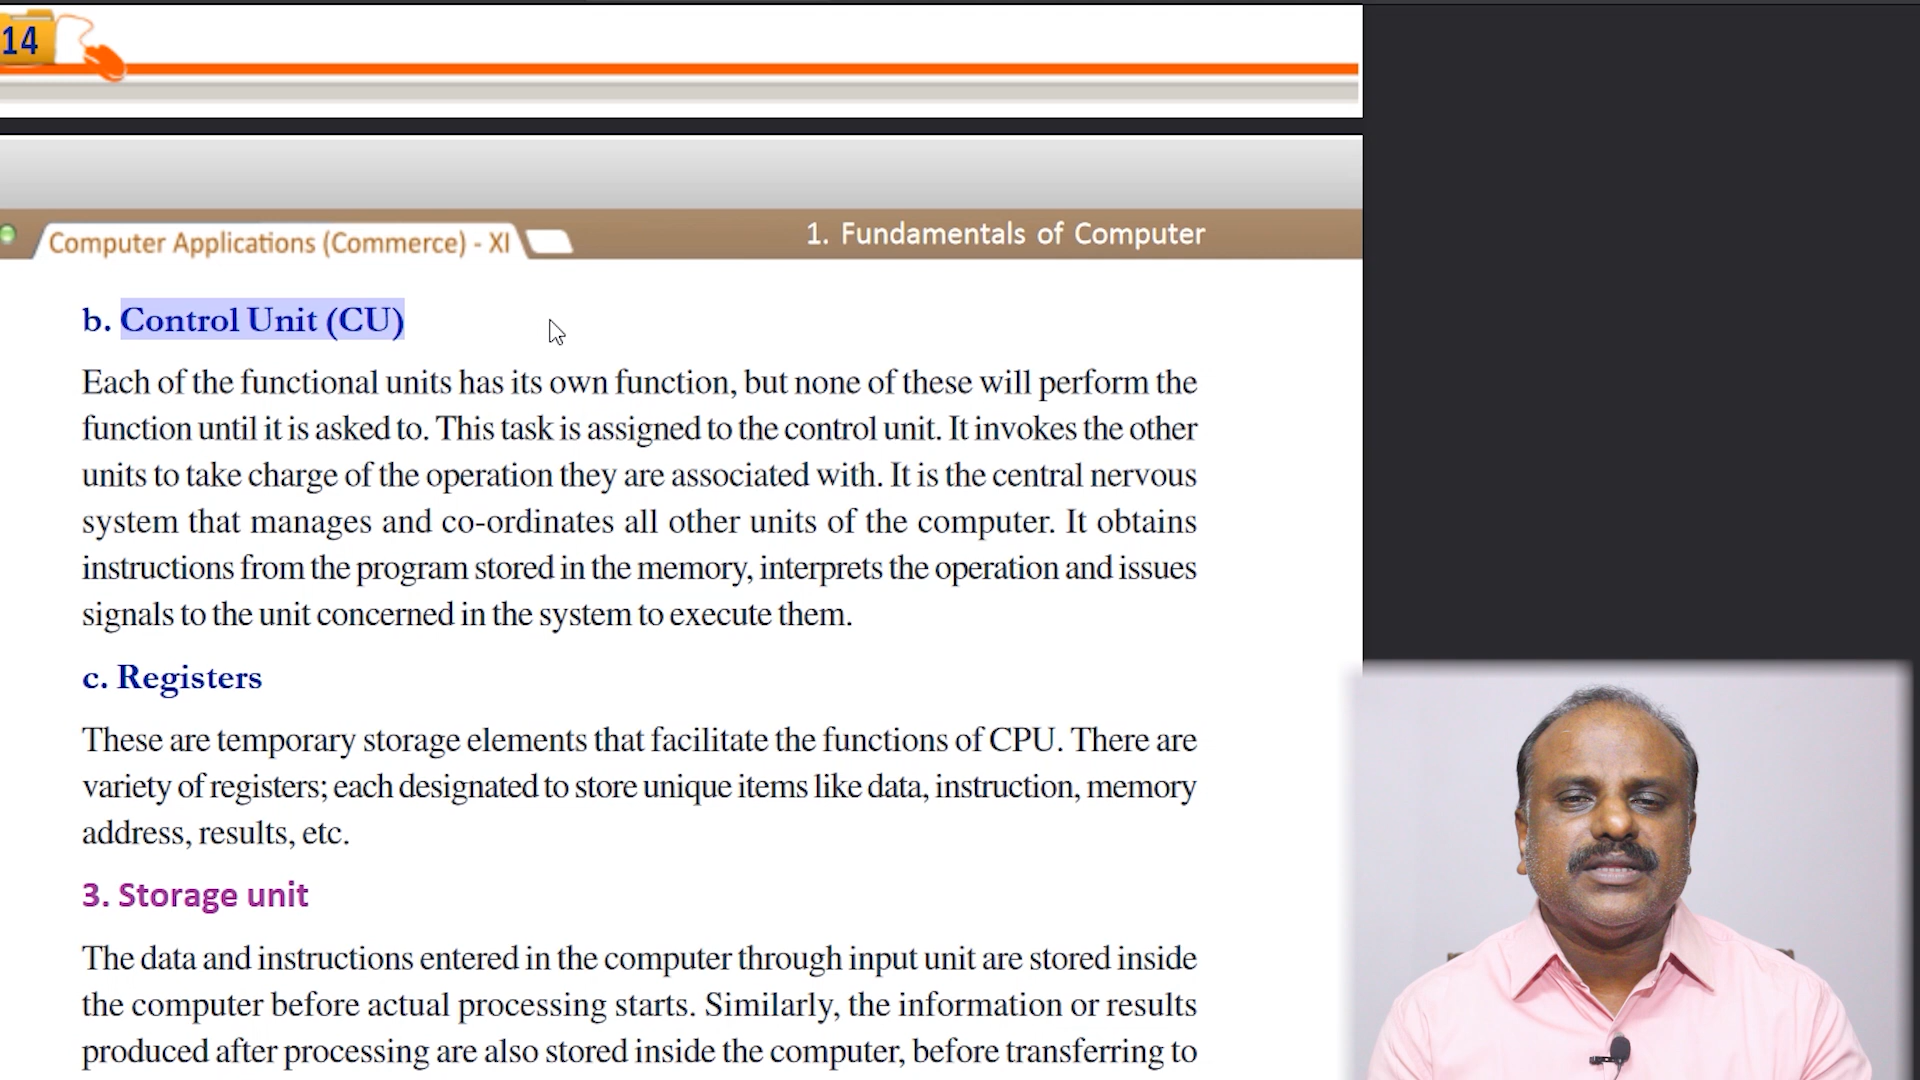 14
Computer Applications (Commerce) - XI
1. Fundamentals of Computer
b. Control Unit (CU)
Each of the functional units has its own function, but none of these will perform the
function until it is asked to. This task is assigned to the control unit. It invokes the other
units to take charge of the operation they are associated with. It is the central nervous
system that manages and co-ordinates all other units of the computer. It obtains
instructions from the program stored in the memory, interprets the operation and issues
signals to the unit concerned in the system to execute them.
c. Registers
These are temporary storage elements that facilitate the functions of CPU. There are
variety of registers; each designated to store unique items like data, instruction, memory
address, results, etc.
3. Storage unit
The data and instructions entered in the computer through input unit are stored inside
the computer before actual processing starts. Similarly, the information or results
produced after processing are also stored inside the computer, before transferring to